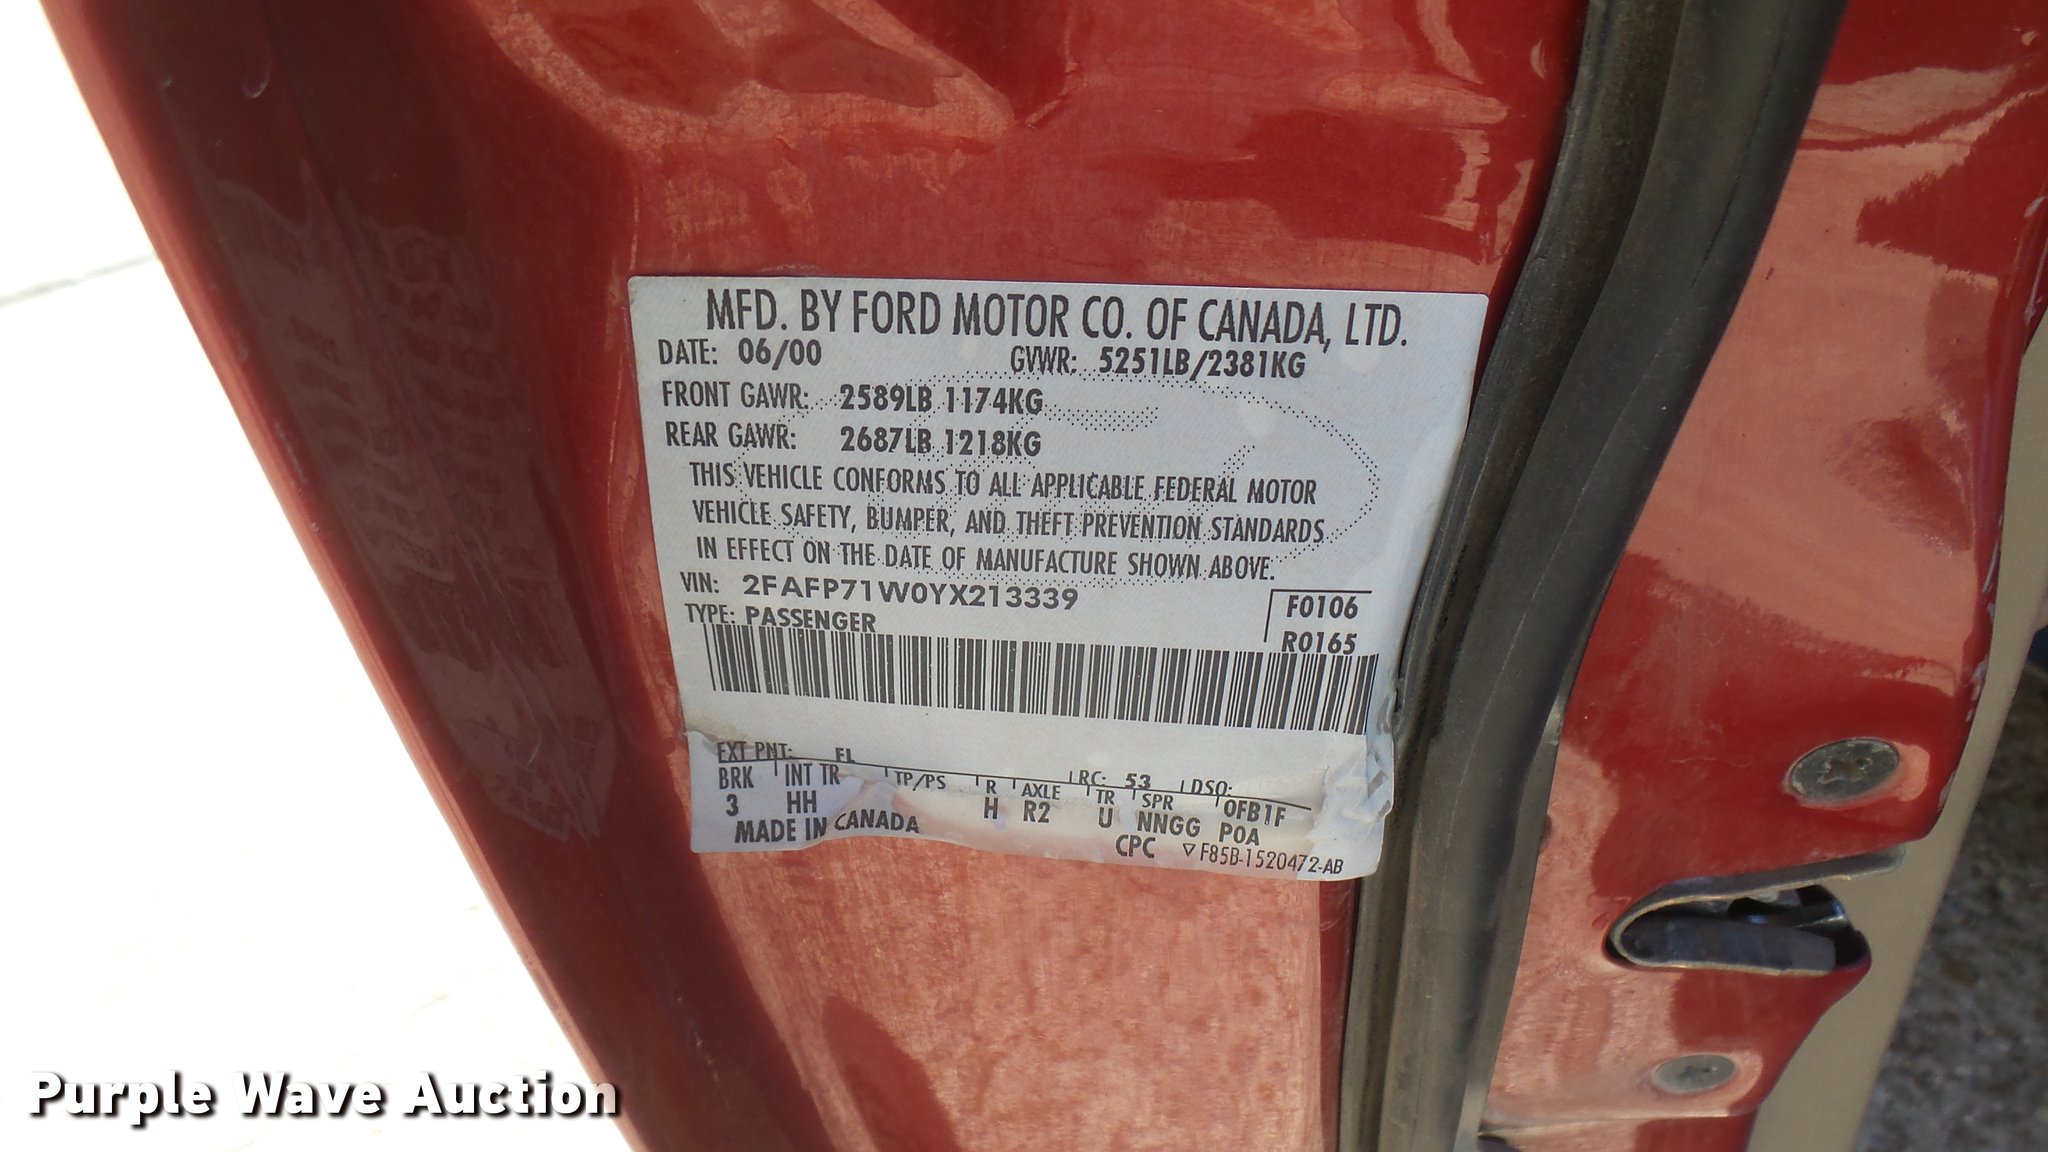 MFD. BY FORD MOTOR CO. OF CANADA, LTD.
DATE: 06/00 GVWR: 5251LB/2381KG
FRONT GAWR: 2589LB 1174KG
REAR GAWR: 2687LB 1218KG
THIS VEHICLE CONFORMS TO ALL APPLICABLE FEDERAL MOTOR
VEHICLE SAFETY, BUMPER, AND THEFT PREVENTION STANDARDS
IN EFFECT ON THE DATE OF MANUFACTURE SHOWN ABOVE.
VIN: 2FAFP71W0YX213339
TYPE: PASSENGER
F0106
R0165
EXT PNT: FL RC: 53 DSO:
BRK INT TR TP/PS R AXLE TR SPR 0FB1F
3 HH H R2 U NNGG P0A
MADE IN CANADA CPC ▽ F85B-1520472-AB
Purple Wave Auction